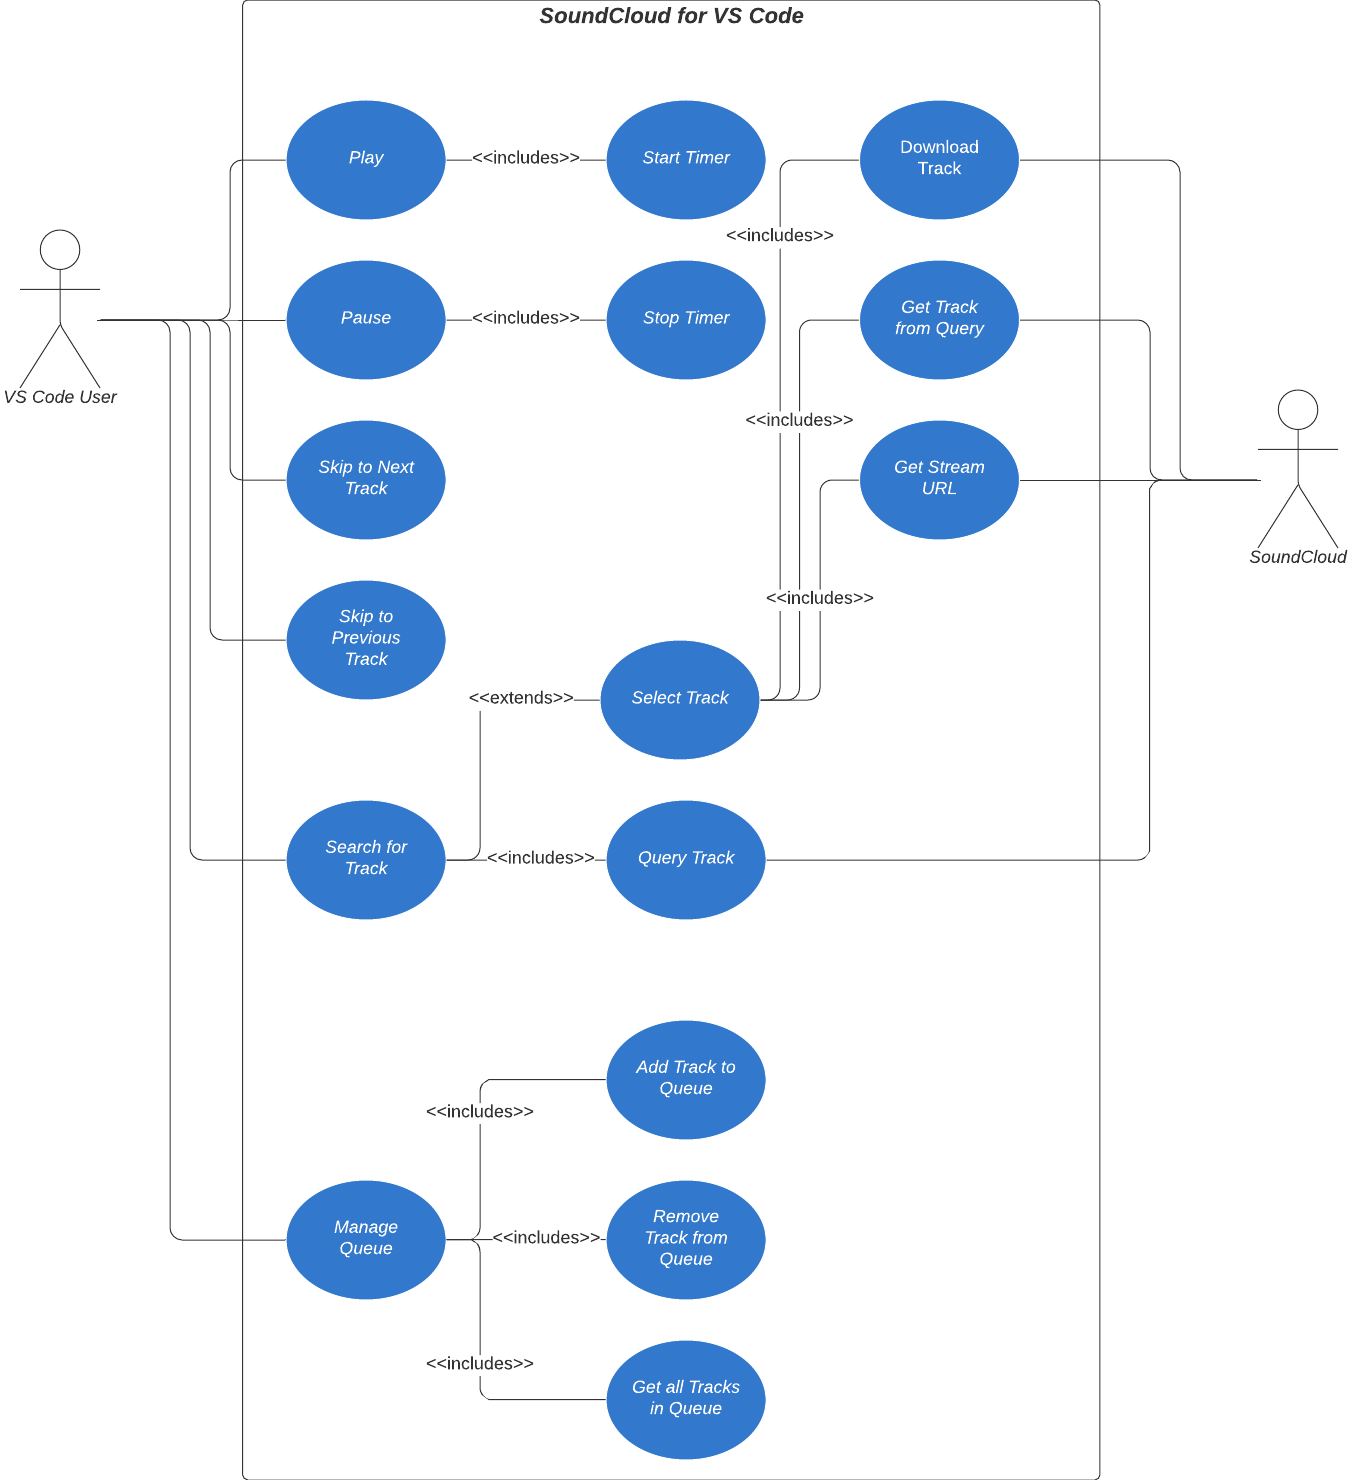 SoundCloud for VS Code
Play
<<includes>>
Start Timer
Download
Track
<<includes>>
Pause
<<includes>>
Stop Timer
Get Track
from Query
VS Code User
<<includes>>
Skip to Next
Track
Get Stream
URL
SoundCloud
<<includes>>
Skip to
Previous
Track
<<extends>>
Select Track
Search for
Track
<<includes>>
Query Track
Add Track to
Queue
<<includes>>
Manage
Queue
<<includes>>
Remove
Track from
Queue
<<includes>>
Get all Tracks
in Queue